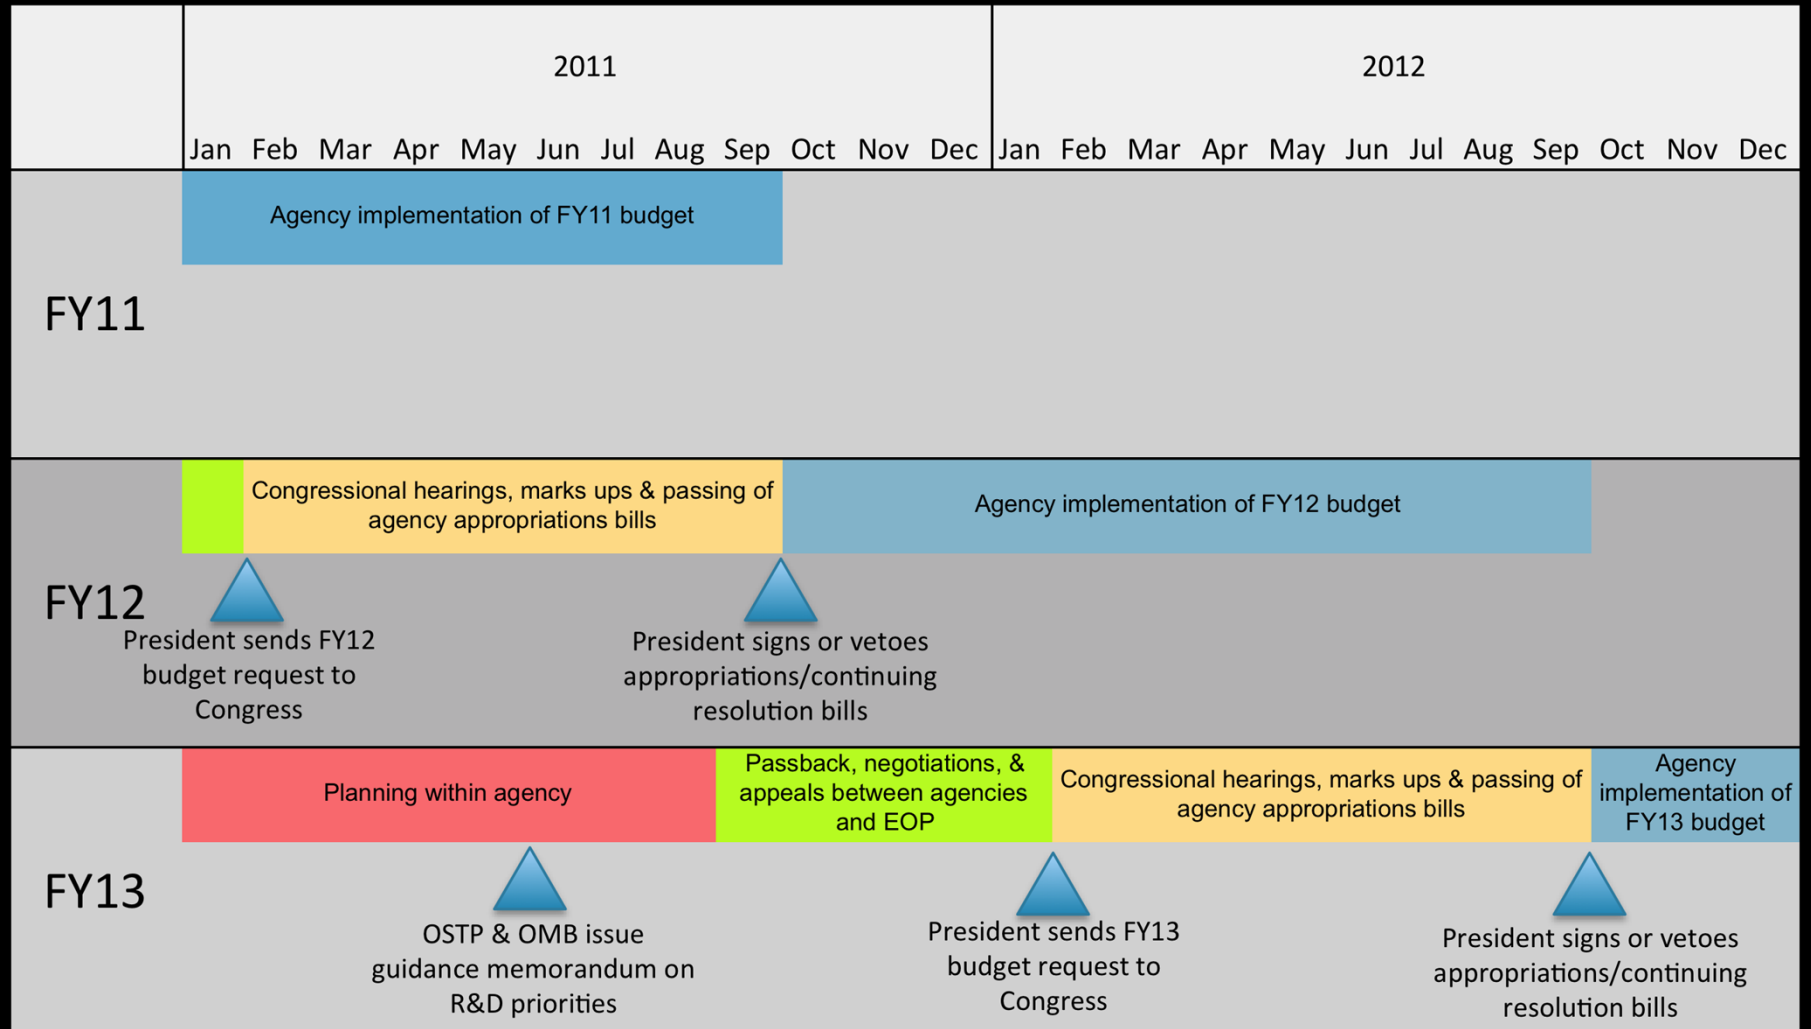 2011
2012
Jan Feb Mar Apr May Jun Jul Aug Sep Oct Nov Dec Jan Feb Mar Apr May Jun Jul Aug Sep Oct Nov Dec
Agency implementation of FY11 budget
FY11
Congressional hearings, marks ups & passing of
agency appropriations bills
Agency implementation of FY12 budget
FY12
President sends FY12
budget request to
Congress
President signs or vetoes
appropriations/continuing
resolution bills
Planning within agency
Passback, negotiations, &
appeals between agencies
and EOP
Congressional hearings, marks ups & passing of
agency appropriations bills
Agency
implementation of
FY13 budget
FY13
OSTP & OMB issue
guidance memorandum on
R&D priorities
President sends FY13
budget request to
Congress
President signs or vetoes
appropriations/continuing
resolution bills